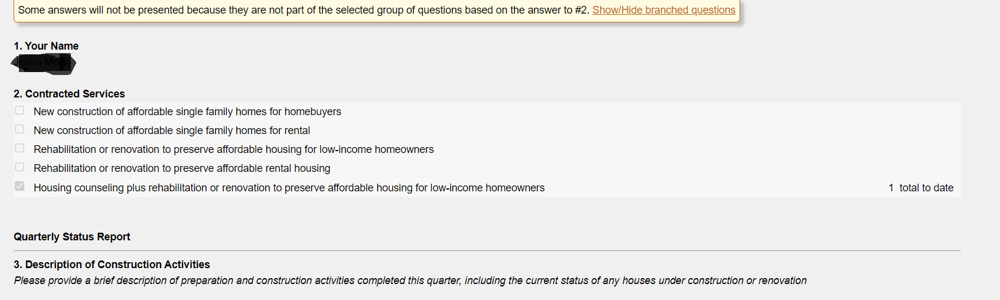 Some answers will not be presented because they are not part of the selected group of questions based on the answer to #2. Show/Hide branched questions
1. Your Name
2. Contracted Services
New construction of affordable single family homes for homebuyers
New construction of affordable single family homes for rental
Rehabilitation or renovation to preserve affordable housing for low-income homeowners
Rehabilitation or renovation to preserve affordable rental housing
Housing counseling plus rehabilitation or renovation to preserve affordable housing for low-income homeowners 1 total to date
Quarterly Status Report
3. Description of Construction Activities
Please provide a brief description of preparation and construction activities completed this quarter, including the current status of any houses under construction or renovation